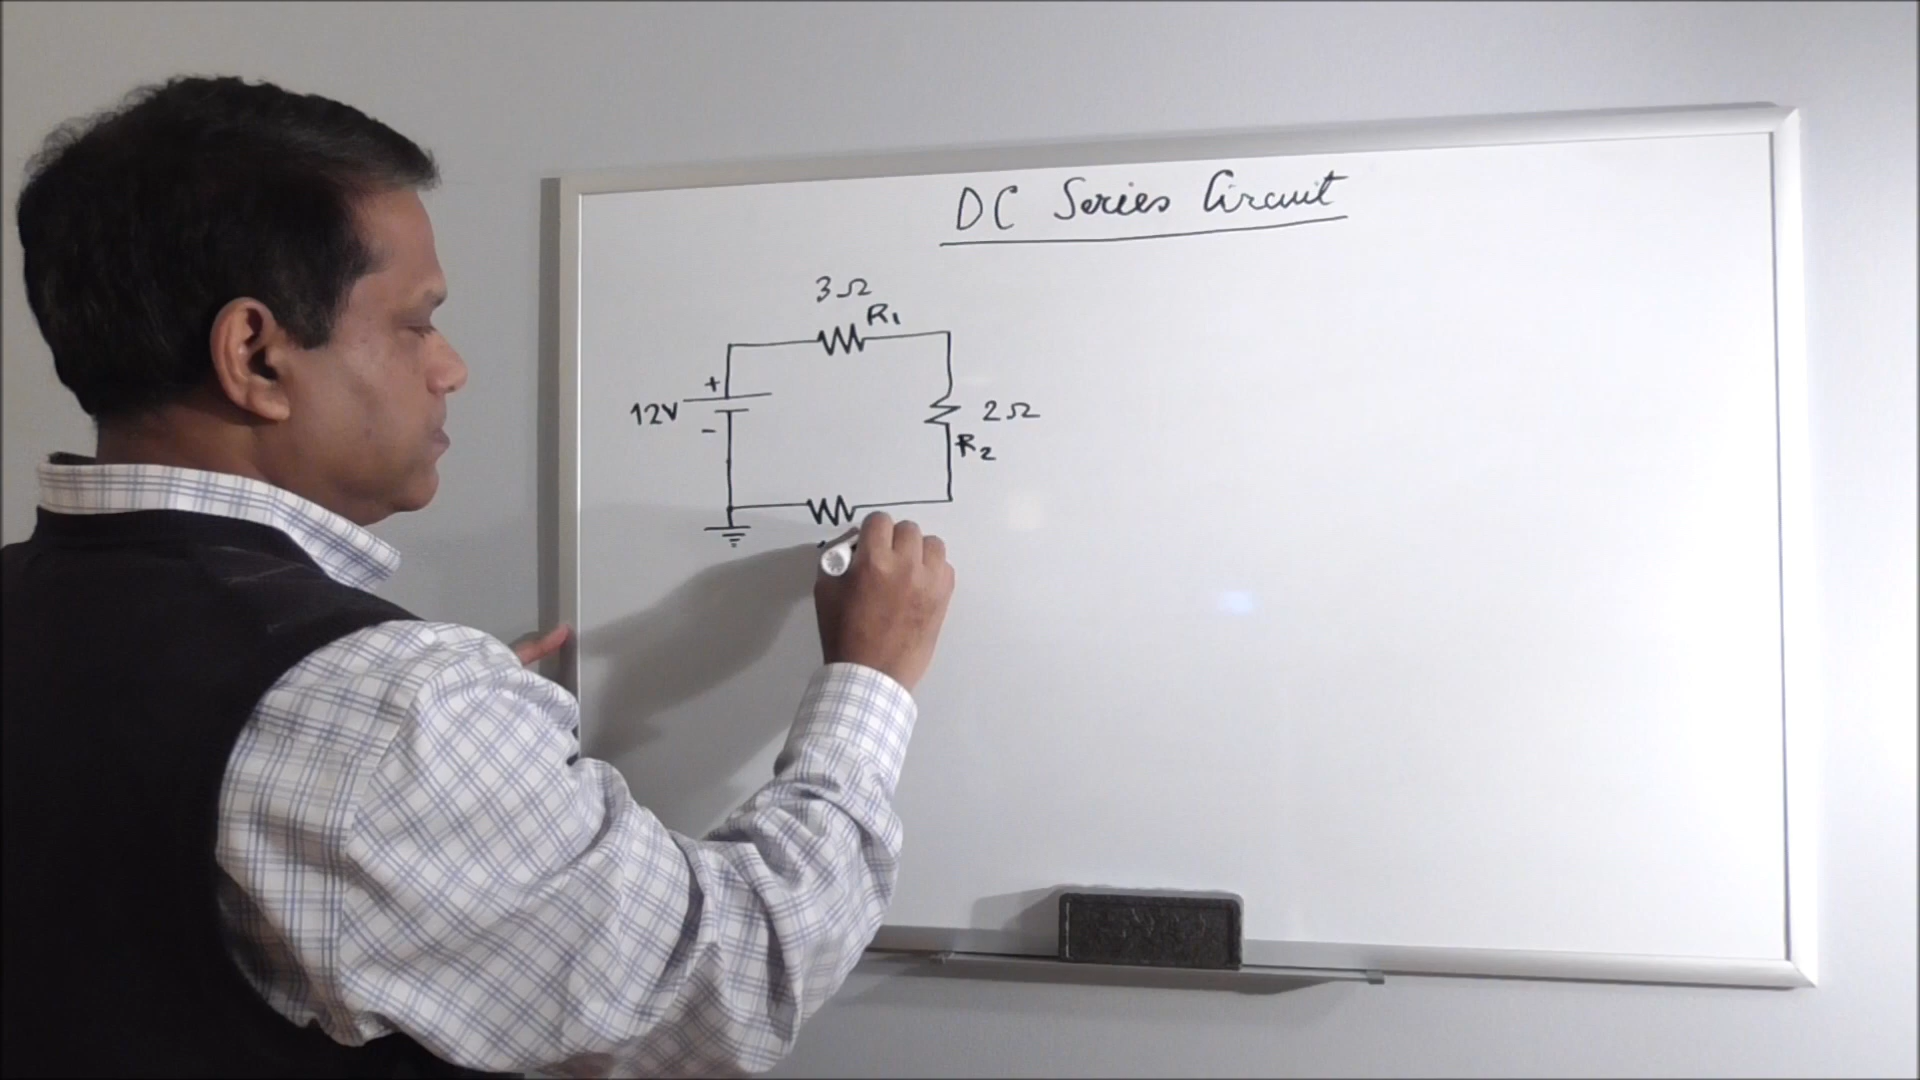 DC Series Circuit
3Ω
R1
+
12V
-
2Ω
R2